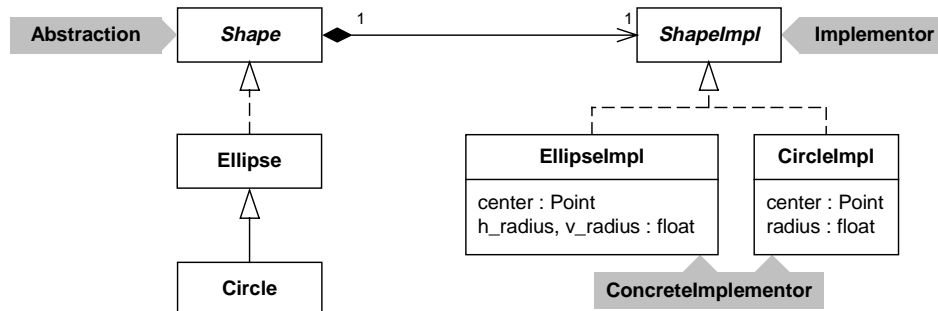 Abstraction
Shape
1
1
ShapeImpl
Implementor
Ellipse
EllipseImpl
center : Point
h_radius, v_radius : float
CircleImpl
center : Point
radius : float
Circle
ConcreteImplementor